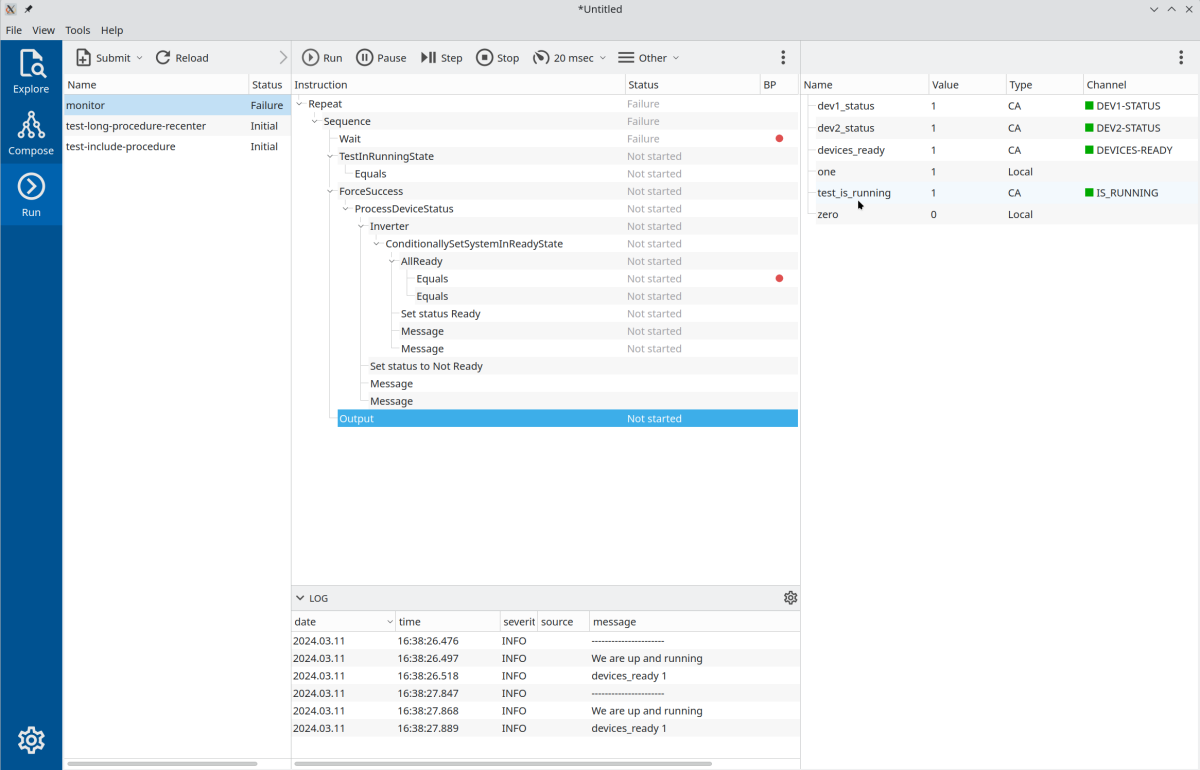 *Untitled
File View Tools Help
Explore
Compose
Run
Submit Reload
Name Status
monitor Failure
test-long-procedure-recenter Initial
test-include-procedure Initial
Run Pause Step Stop 20 msec Other
Instruction Status BP
Repeat Failure
Sequence Failure
Wait Failure
TestInRunningState Not started
Equals Not started
ForceSuccess Not started
ProcessDeviceStatus Not started
Inverter Not started
ConditionallySetSystemInReadyState Not started
AllReady Not started
Equals Not started
Equals Not started
Set status Ready Not started
Message Not started
Message Not started
Set status to Not Ready
Message
Message
Output Not started
LOG
date time severit source message
2024.03.11 16:38:26.476 INFO ----------------------
2024.03.11 16:38:26.497 INFO We are up and running
2024.03.11 16:38:26.518 INFO devices_ready 1
2024.03.11 16:38:27.847 INFO ----------------------
2024.03.11 16:38:27.868 INFO We are up and running
2024.03.11 16:38:27.889 INFO devices_ready 1
Name Value Type Channel
dev1_status 1 CA DEV1-STATUS
dev2_status 1 CA DEV2-STATUS
devices_ready 1 CA DEVICES-READY
one 1 Local
test_is_running 1 CA IS_RUNNING
zero 0 Local